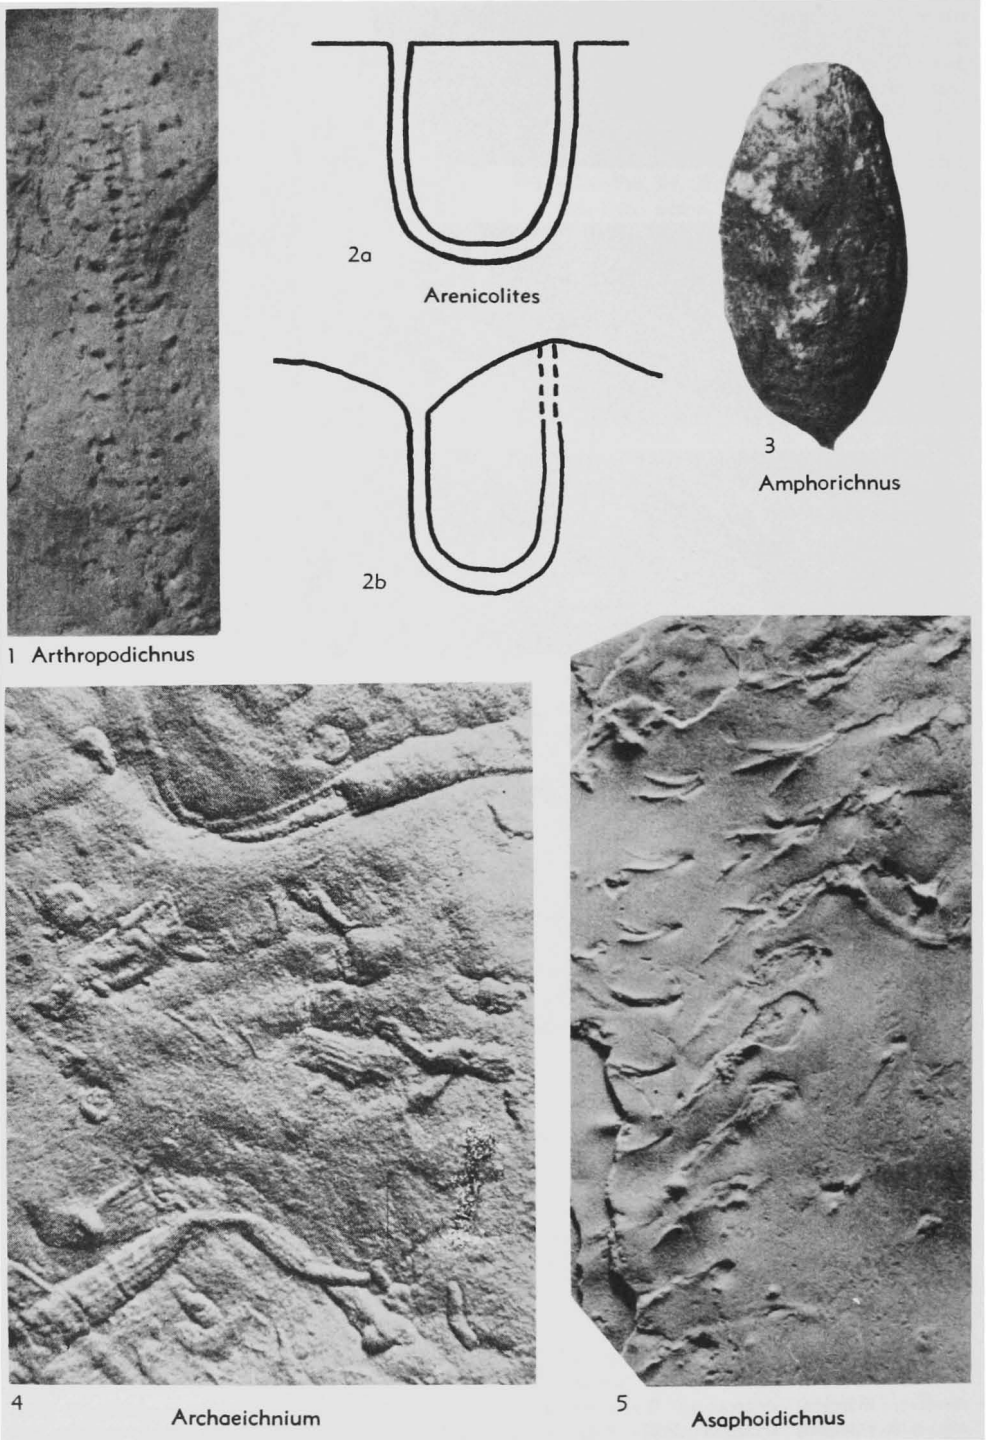 2a
Arenicolites
3
Amphorichnus
2b
1 Arthropodichnus
4
Archaeichnium
5
Asaphoidichnus